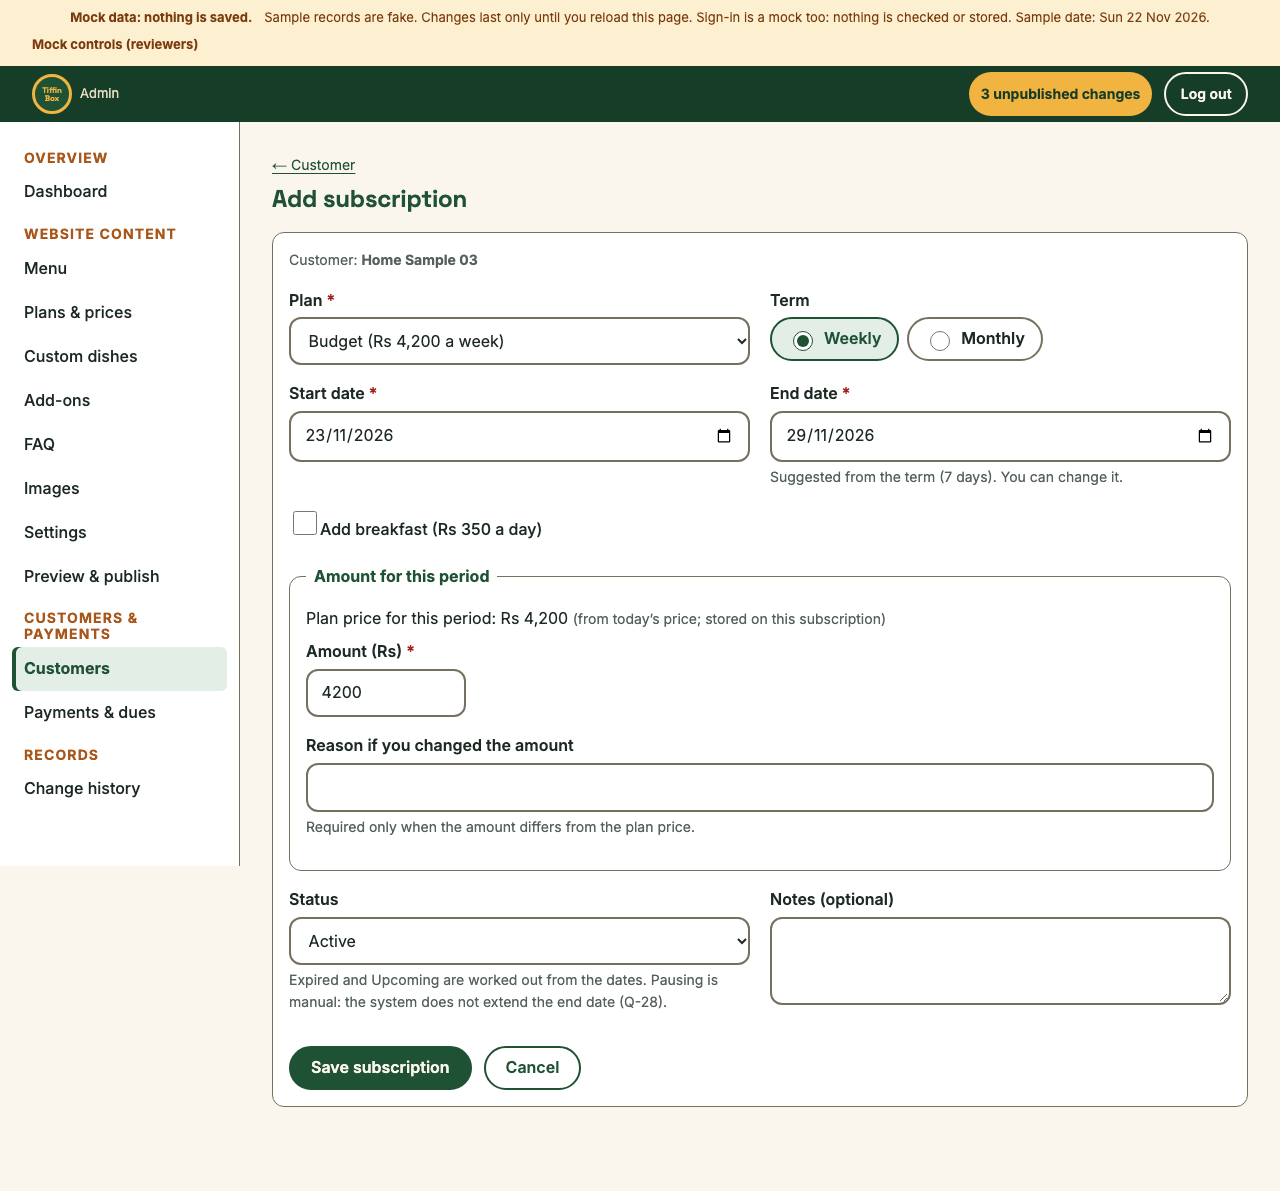 Mock data: nothing is saved. Sample records are fake. Changes last only until you reload this page. Sign-in is a mock too: nothing is checked or stored. Sample date: Sun 22 Nov 2026.
Mock controls (reviewers)
Tiffin
Box
Admin
3 unpublished changes
Log out
OVERVIEW
Dashboard
WEBSITE CONTENT
Menu
Plans & prices
Custom dishes
Add-ons
FAQ
Images
Settings
Preview & publish
CUSTOMERS &
PAYMENTS
Customers
Payments & dues
RECORDS
Change history
← Customer
Add subscription
Customer: Home Sample 03
Plan *
Budget (Rs 4,200 a week)
Term
Weekly
Monthly
Start date *
23/11/2026
End date *
29/11/2026
Suggested from the term (7 days). You can change it.
Add breakfast (Rs 350 a day)
Amount for this period
Plan price for this period: Rs 4,200 (from today’s price; stored on this subscription)
Amount (Rs) *
4200
Reason if you changed the amount
Required only when the amount differs from the plan price.
Status
Active
Expired and Upcoming are worked out from the dates. Pausing is
manual: the system does not extend the end date (Q-28).
Notes (optional)
Save subscription
Cancel